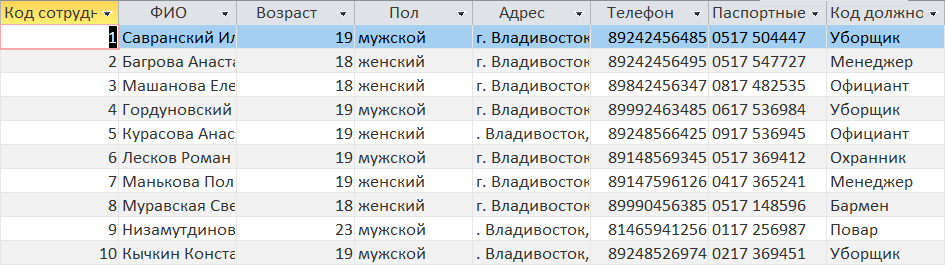 Код сотрудн ФИО Возраст Пол Адрес Телефон Паспортные Код должно
1 Савранский Ил 19 мужской г. Владивосток 89242456485 0517 504447 Уборщик
2 Багрова Анаста 18 женский г. Владивосток 89242456495 0517 547727 Менеджер
3 Машанова Еле 18 женский г. Владивосток 89842456347 0817 482535 Официант
4 Гордуновский 19 мужской г. Владивосток 89992463485 0617 536984 Уборщик
5 Курасова Анас 19 женский . Владивосток, 89248566425 0917 536945 Официант
6 Лесков Роман 19 мужской г. Владивосток 89148569345 0517 369412 Охранник
7 Манькова Пол 19 женский г. Владивосток 89147596126 0417 365241 Менеджер
8 Муравская Све 18 женский г. Владивосток 89990456385 0517 148596 Бармен
9 Низамутдинов 23 мужской . Владивосток, 81465941256 0117 256987 Повар
10 Кычкин Конста 19 мужской . Владивосток, 89248526974 0217 369451 Уборщик